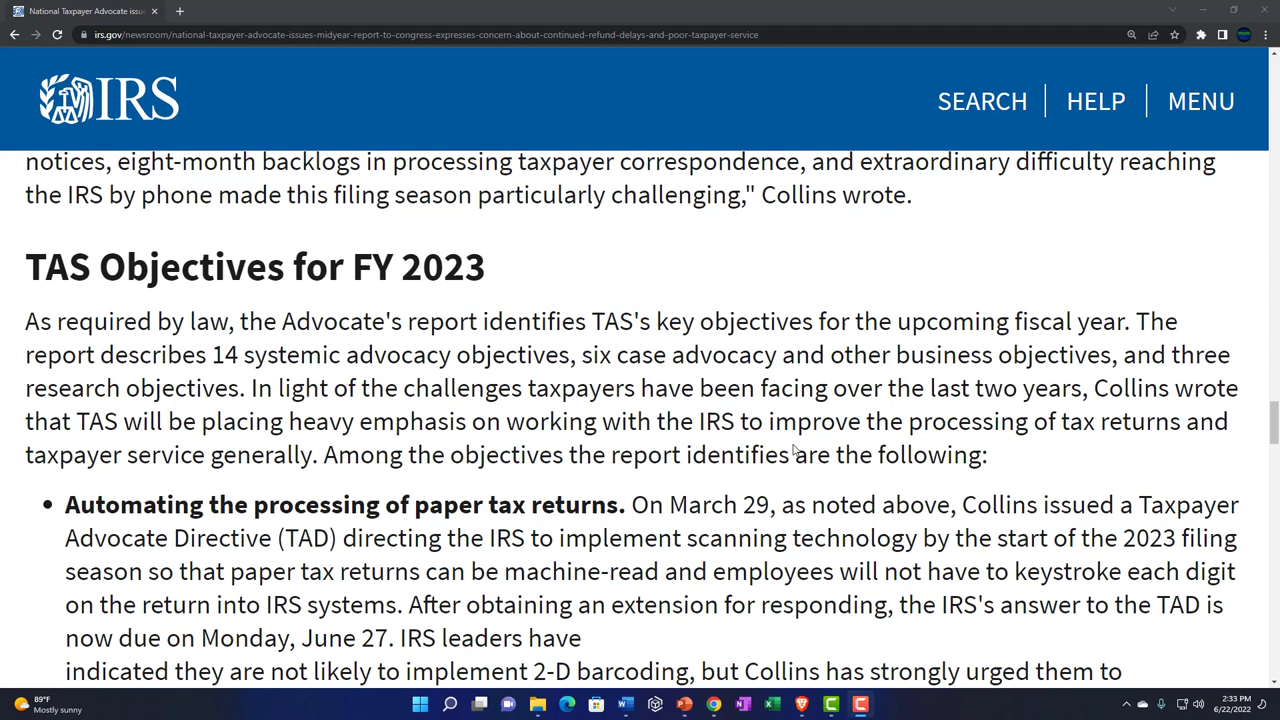 National Taxpayer Advocate issu
irs.gov/newsroom/national-taxpayer-advocate-issues-midyear-report-to-congress-expresses-concern-about-continued-refund-delays-and-poor-taxpayer-service
IRS
SEARCH
HELP
MENU
notices, eight-month backlogs in processing taxpayer correspondence, and extraordinary difficulty reaching
the IRS by phone made this filing season particularly challenging," Collins wrote.
TAS Objectives for FY 2023
As required by law, the Advocate's report identifies TAS's key objectives for the upcoming fiscal year. The
report describes 14 systemic advocacy objectives, six case advocacy and other business objectives, and three
research objectives. In light of the challenges taxpayers have been facing over the last two years, Collins wrote
that TAS will be placing heavy emphasis on working with the IRS to improve the processing of tax returns and
taxpayer service generally. Among the objectives the report identifies are the following:
• Automating the processing of paper tax returns. On March 29, as noted above, Collins issued a Taxpayer
Advocate Directive (TAD) directing the IRS to implement scanning technology by the start of the 2023 filing
season so that paper tax returns can be machine-read and employees will not have to keystroke each digit
on the return into IRS systems. After obtaining an extension for responding, the IRS's answer to the TAD is
now due on Monday, June 27. IRS leaders have
indicated they are not likely to implement 2-D barcoding, but Collins has strongly urged them to
89°F
Mostly sunny
2:33 PM
6/22/2022